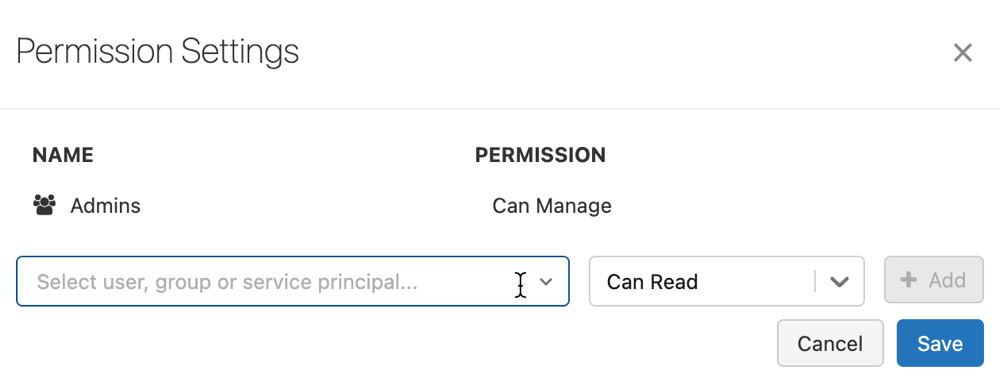 Permission Settings
NAME PERMISSION
Admins Can Manage
Select user, group or service principal... Can Read + Add
Cancel Save